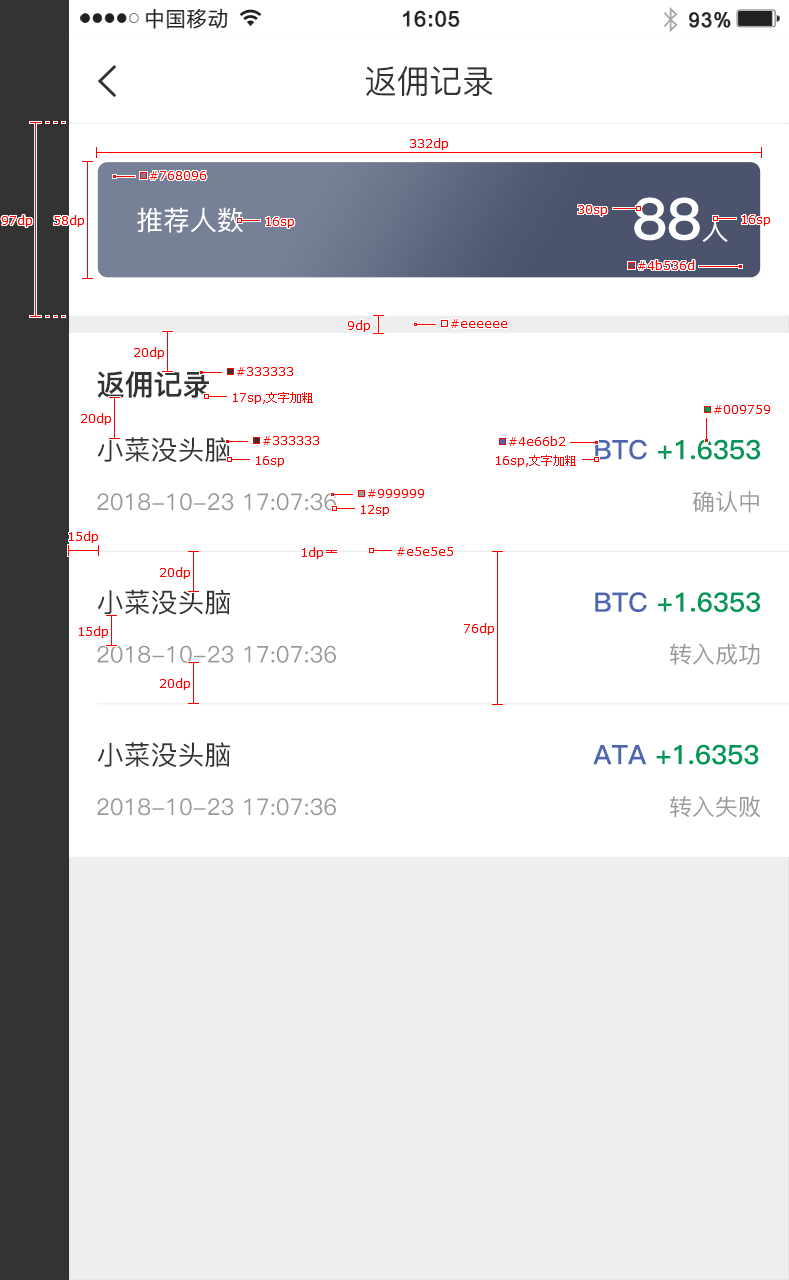 中国移动 16:05 93%
返佣记录
332dp
#768096
97dp 58dp 推荐人数 16sp 30sp 88人 16sp
#4b536d
9dp #eeeeee
20dp
#333333
返佣记录
17sp,文字加粗
20dp #009759
小菜没头脑 #333333 #4e66b2 BTC +1.6353
16sp 16sp,文字加粗
#999999
2018-10-23 17:07:36 确认中
12sp
15dp
1dp #e5e5e5
20dp
小菜没头脑 BTC +1.6353
15dp 76dp
2018-10-23 17:07:36 转入成功
20dp
小菜没头脑 ATA +1.6353
2018-10-23 17:07:36 转入失败